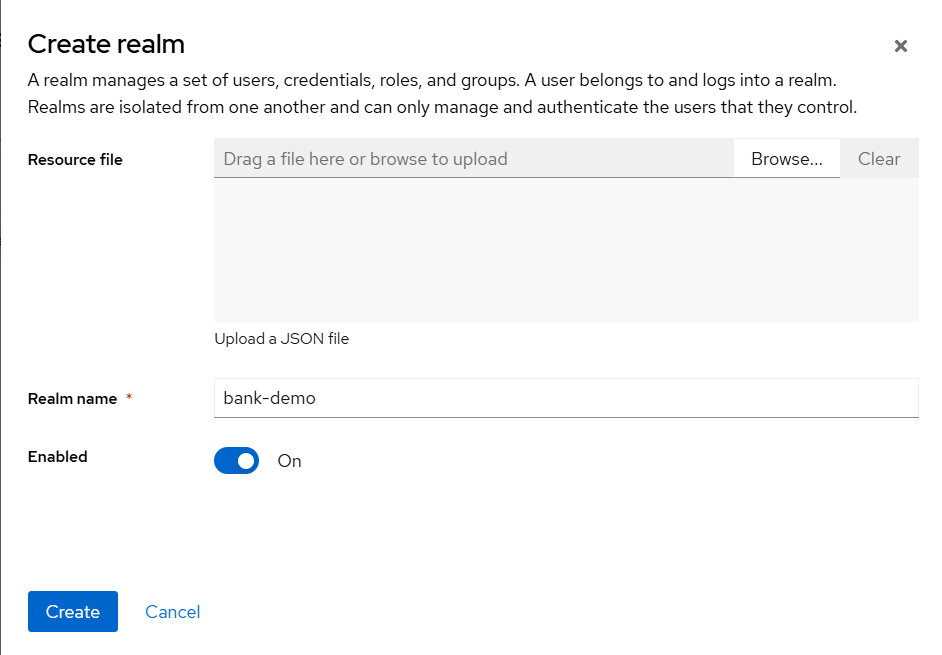 Create realm
A realm manages a set of users, credentials, roles, and groups. A user belongs to and logs into a realm.
Realms are isolated from one another and can only manage and authenticate the users that they control.
Resource file
Drag a file here or browse to upload
Browse...
Clear
Upload a JSON file
Realm name *
bank-demo
Enabled
On
Create
Cancel